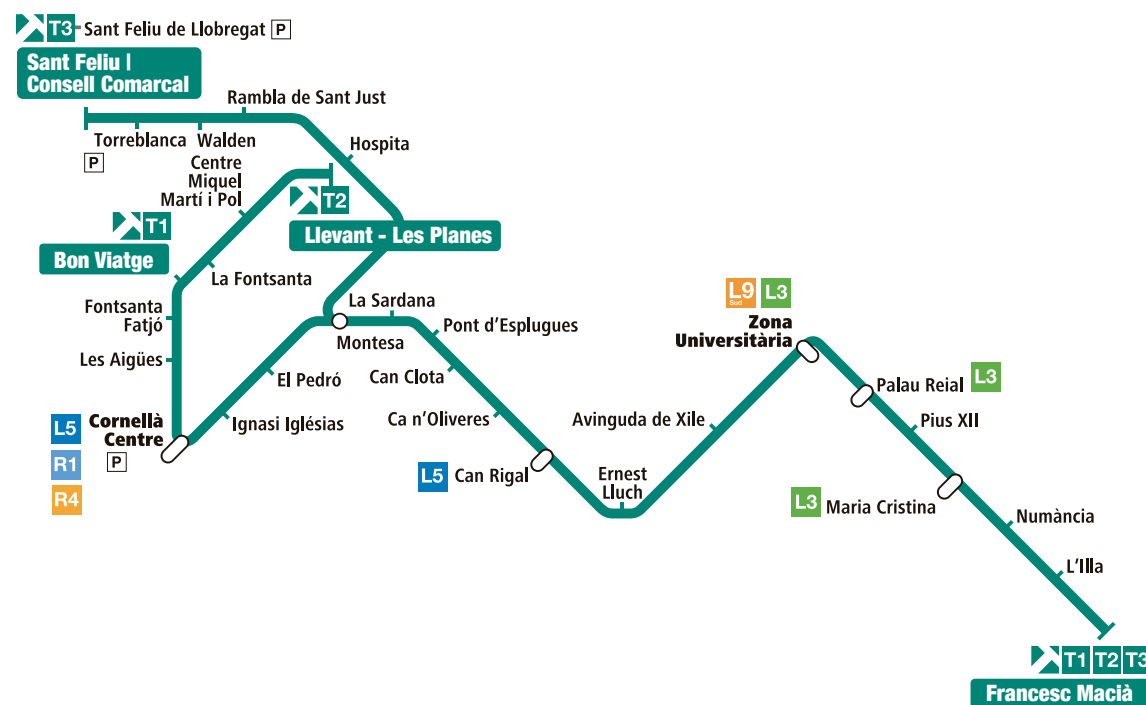 T3 Sant Feliu de Llobregat P
Sant Feliu |
Consell Comarcal
Rambla de Sant Just
Torreblanca
P
Walden
Hospita
Centre
Miquel
Martí i Pol
T2
Llevant - Les Planes
T1
Bon Viatge
La Fontsanta
Fontsanta
Fatjó
Les Aigües
La Sardana
Montesa
Pont d'Esplugues
El Pedró
Can Clota
Ignasi Iglésias
Ca n'Oliveres
L5
R1
R4
Cornellà
Centre
P
L5 Can Rigal
Ernest
Lluch
Avinguda de Xile
L9 L3
Sud
Zona
Universitària
Palau Reial L3
Pius XII
L3 Maria Cristina
Numància
L'Illa
T1 T2 T3
Francesc Macià